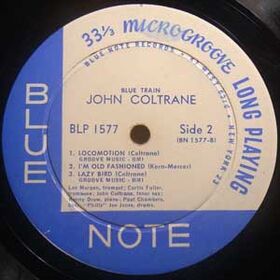 33⅓ MICROGROOVE LONG PLAYING
BLUE NOTE RECORDS • 47 WEST 63rd • NEW YORK 23
BLUE TRAIN
JOHN COLTRANE
BLP 1577
Side 2
(BN 1577-B)
1. LOCOMOTION (Coltrane)
GROOVE MUSIC - BMI
2. I'M OLD FASHIONED (Kern-Mercer)
3. LAZY BIRD (Coltrane)
GROOVE MUSIC - BMI
Lee Morgan, trumpet; Curtis Fuller,
trombone; John Coltrane, tenor sax;
Kenny Drew, piano; Paul Chambers,
bass; "Philly" Joe Jones, drums.
BLUE
NOTE